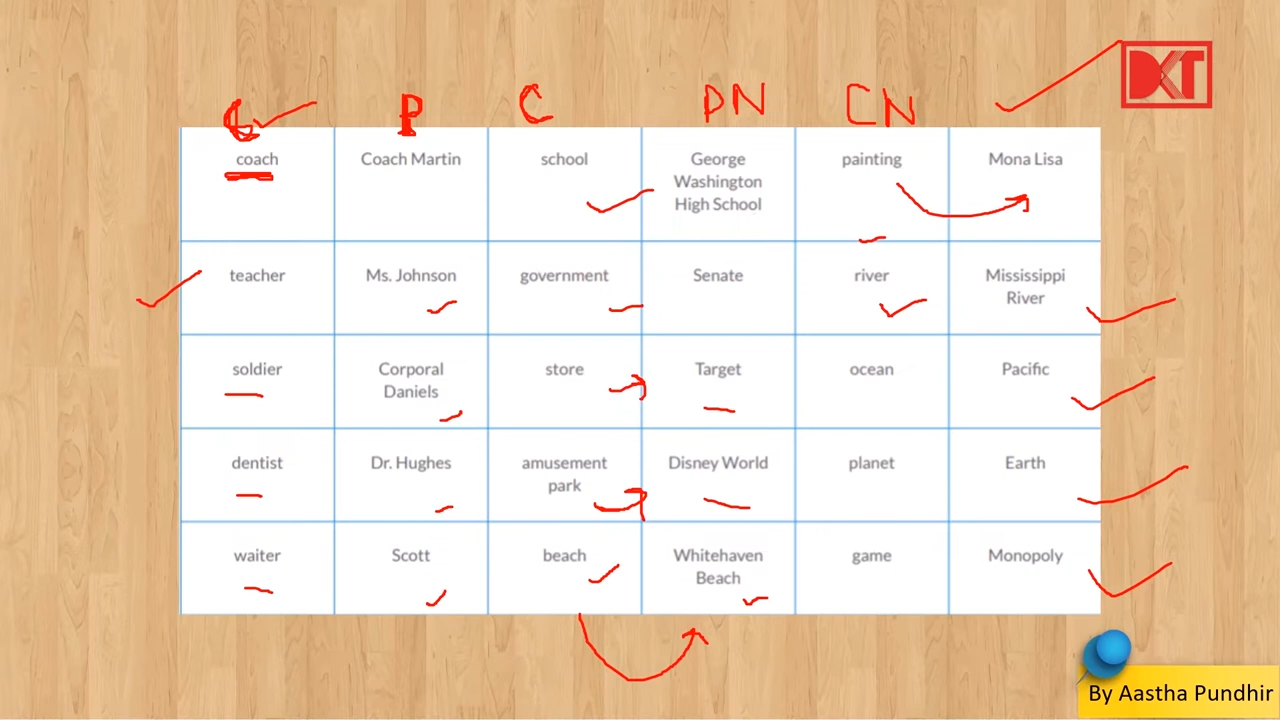 DKT
C P C PN CN
coach Coach Martin school George painting Mona Lisa
Washington
High School
teacher Ms. Johnson government Senate river Mississippi
River
soldier Corporal store Target ocean Pacific
Daniels
dentist Dr. Hughes amusement Disney World planet Earth
park
waiter Scott beach Whitehaven game Monopoly
Beach
By Aastha Pundhir